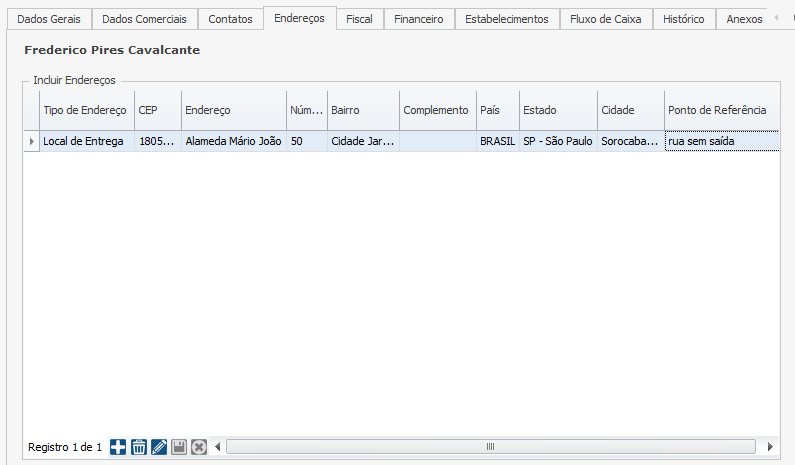 Dados Gerais Dados Comerciais Contatos Endereços Fiscal Financeiro Estabelecimentos Fluxo de Caixa Histórico Anexos
Frederico Pires Cavalcante
Incluir Endereços
Tipo de Endereço CEP Endereço Núm... Bairro Complemento País Estado Cidade Ponto de Referência
Local de Entrega 1805... Alameda Mário João 50 Cidade Jar... BRASIL SP - São Paulo Sorocaba... rua sem saída
Registro 1 de 1